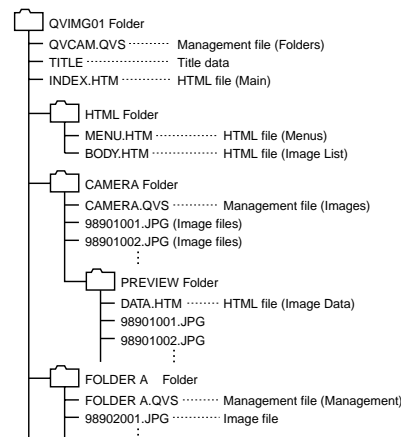 QVIMG01 Folder
QVCAM.QVS ·········· Management file (Folders)
TITLE ················ Title data
INDEX.HTM ·········· HTML file (Main)
HTML Folder
MENU.HTM ··············· HTML file (Menus)
BODY.HTM ··············· HTML file (Image List)
CAMERA Folder
CAMERA.QVS ··········· Management file (Images)
98901001.JPG (Image files)
98901002.JPG (Image files)
PREVIEW Folder
DATA.HTM ········ HTML file (Image Data)
98901001.JPG
98901002.JPG
FOLDER A Folder
FOLDER A.QVS ········ Management file (Management)
98902001.JPG ············ Image file